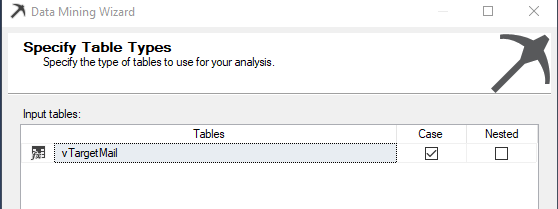 Data Mining Wizard
Specify Table Types
Specify the type of tables to use for your analysis.
Input tables:
Tables Case Nested
vTargetMail